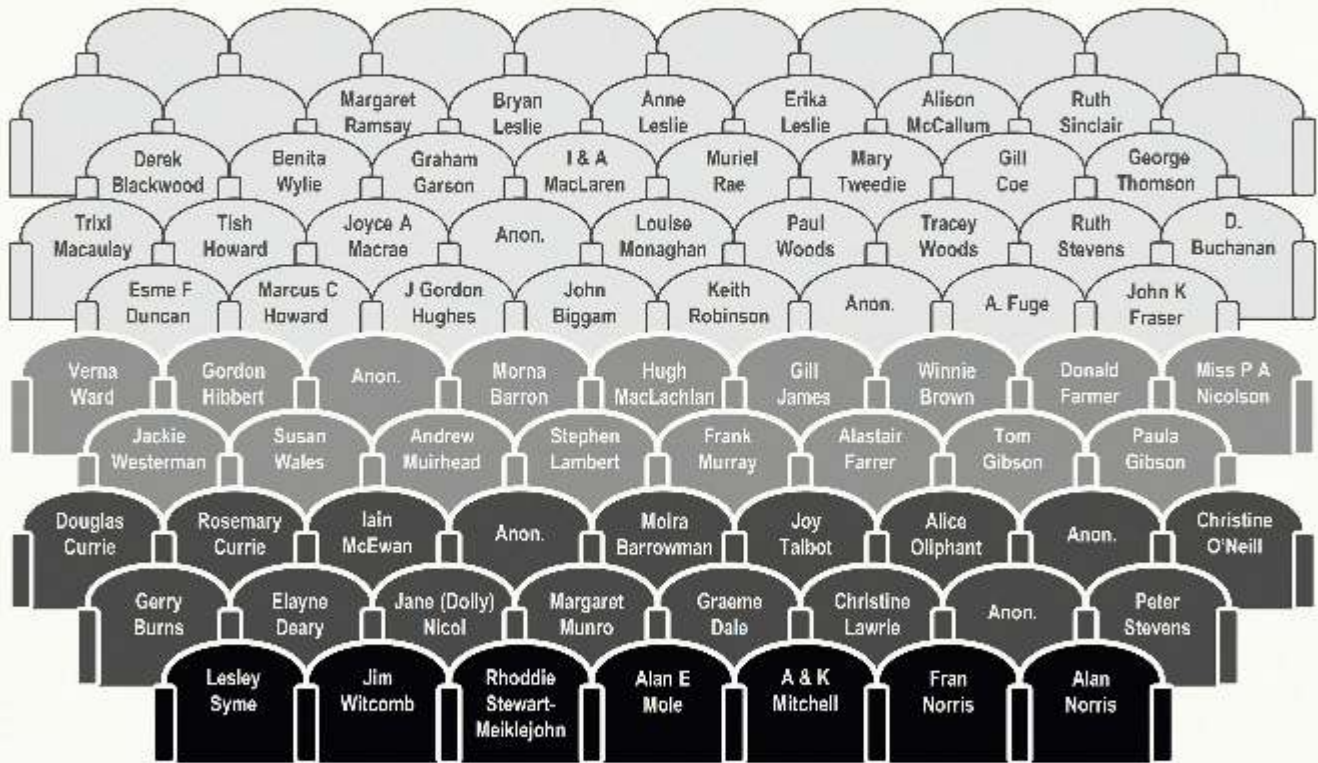 Margaret Ramsay
Bryan Leslie
Anne Leslie
Erika Leslie
Alison McCallum
Ruth Sinclair
Derek Blackwood
Benita Wylie
Graham Garson
I & A MacLaren
Muriel Rae
Mary Tweedie
Gill Coe
George Thomson
Trixi Macaulay
Tish Howard
Joyce A Macrae
Anon.
Louise Monaghan
Paul Woods
Tracey Woods
Ruth Stevens
D. Buchanan
Esme F Duncan
Marcus C Howard
J Gordon Hughes
John Biggam
Keith Robinson
Anon.
A. Fuge
John K Fraser
Verna Ward
Gordon Hibbert
Anon.
Morna Barron
Hugh MacLachlan
Gill James
Winnie Brown
Donald Farmer
Miss P A Nicolson
Jackie Westerman
Susan Wales
Andrew Muirhead
Stephen Lambert
Frank Murray
Alastair Farrer
Tom Gibson
Paula Gibson
Douglas Currie
Rosemary Currie
Iain McEwan
Anon.
Moira Barrowman
Joy Talbot
Alice Oliphant
Anon.
Christine O'Neill
Gerry Burns
Elayne Deary
Jane (Dolly) Nicol
Margaret Munro
Graeme Dale
Christine Lawrie
Anon.
Peter Stevens
Lesley Syme
Jim Witcomb
Rhoddie Stewart-Meiklejohn
Alan E Mole
A & K Mitchell
Fran Norris
Alan Norris